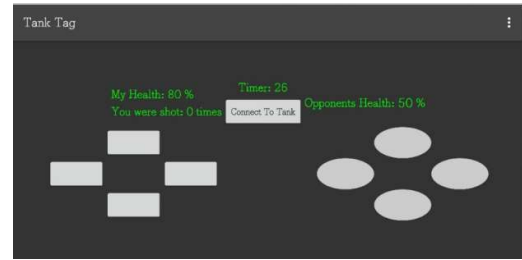 Tank Tag
Timer: 26
My Health: 80 %
You were shot: 0 times
Connect To Tank
Opponents Health: 50 %